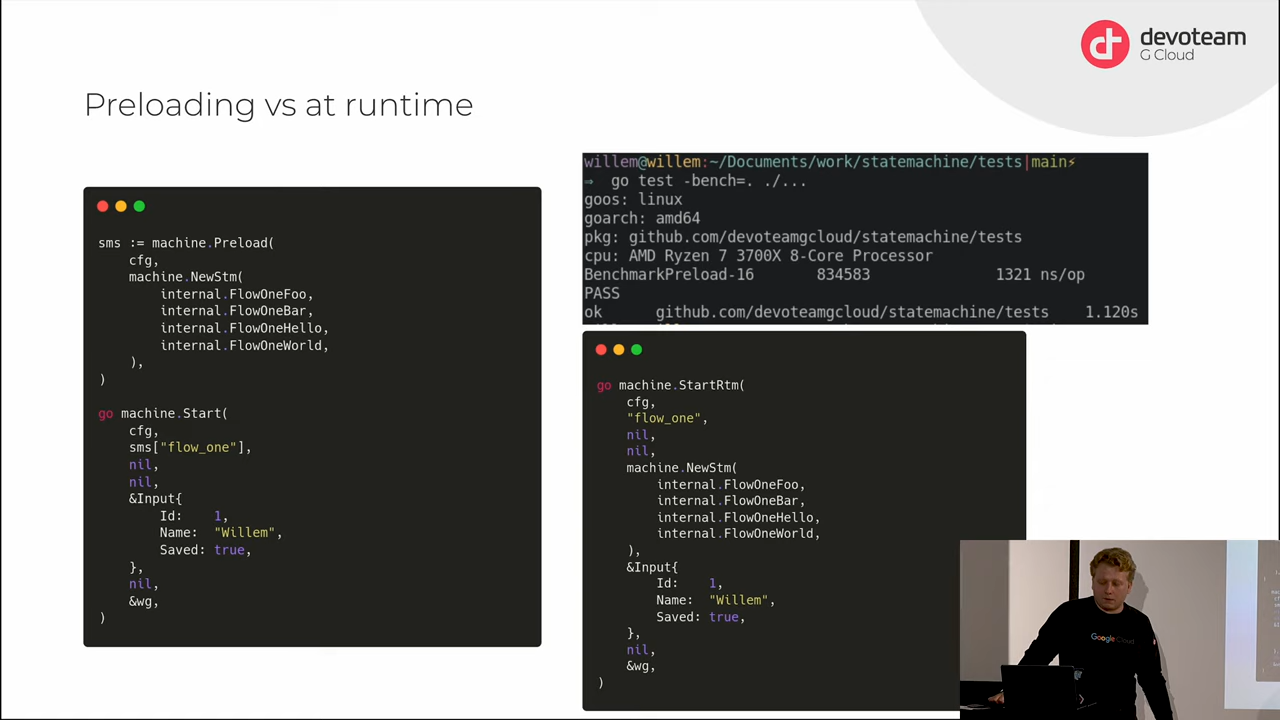 devoteam
G Cloud
Preloading vs at runtime
sms := machine.Preload(
    cfg,
    machine.NewStm(
        internal.FlowOneFoo,
        internal.FlowOneBar,
        internal.FlowOneHello,
        internal.FlowOneWorld,
    ),
)
go machine.Start(
    cfg,
    sms["flow_one"],
    nil,
    nil,
    &Input{
        Id:    1,
        Name:  "Willem",
        Saved: true,
    },
    nil,
    &wg,
)
willem@willem:~/Documents/work/statemachine/tests|main⚡
⇒  go test -bench=. ./...
goos: linux
goarch: amd64
pkg: github.com/devoteamgcloud/statemachine/tests
cpu: AMD Ryzen 7 3700X 8-Core Processor
BenchmarkPreload-16       834583              1321 ns/op
PASS
ok      github.com/devoteamgcloud/statemachine/tests    1.120s
go machine.StartRtm(
    cfg,
    "flow_one",
    nil,
    nil,
    machine.NewStm(
        internal.FlowOneFoo,
        internal.FlowOneBar,
        internal.FlowOneHello,
        internal.FlowOneWorld,
    ),
    &Input{
        Id:    1,
        Name:  "Willem",
        Saved: true,
    },
    nil,
    &wg,
)
Google Cloud